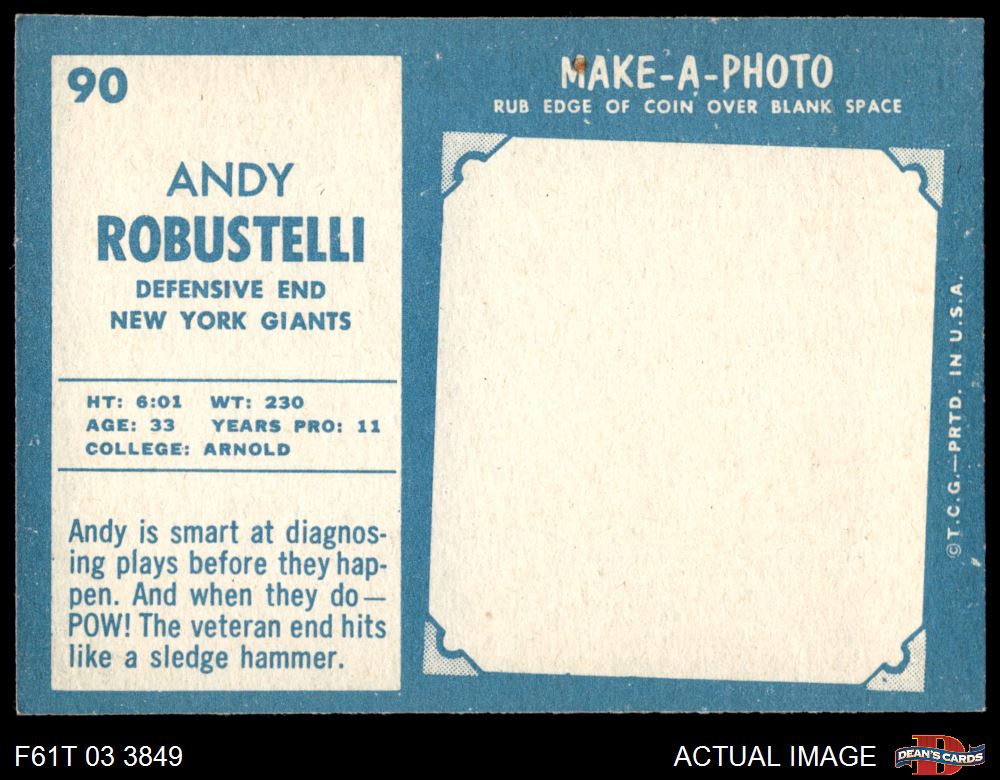 90
ANDY
ROBUSTELLI
DEFENSIVE END
NEW YORK GIANTS
HT: 6:01 WT: 230
AGE: 33 YEARS PRO: 11
COLLEGE: ARNOLD
Andy is smart at diagnos-
ing plays before they hap-
pen. And when they do—
POW! The veteran end hits
like a sledge hammer.
MAKE-A-PHOTO
RUB EDGE OF COIN OVER BLANK SPACE
©T.C.G.—PRTD. IN U.S.A.
F61T 03 3849
ACTUAL IMAGE
D
DEAN'S CARDS